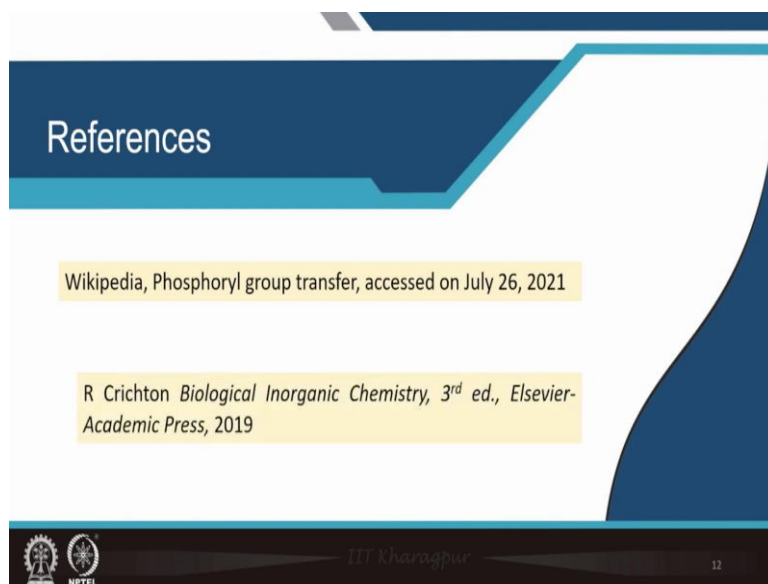 References
Wikipedia, Phosphoryl group transfer, accessed on July 26, 2021
R Crichton Biological Inorganic Chemistry, 3rd ed., Elsevier-
Academic Press, 2019
IIT Kharagpur
12
NPTEL